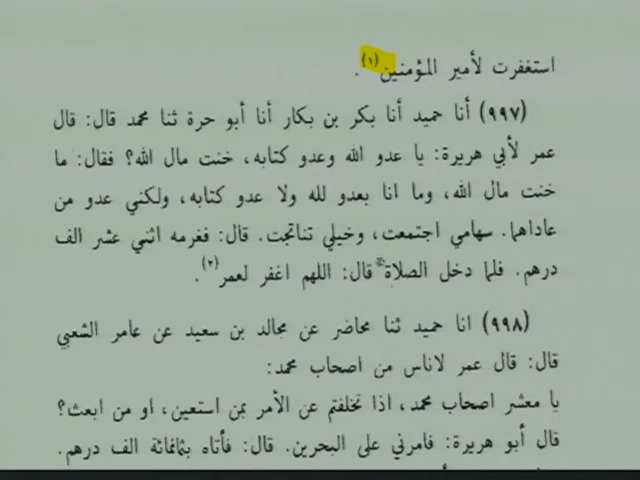 استغفرت لأمير المؤمنين (١).
(٩٩٧) أنا حميد أنا بكر بن بكار أنا أبو حرة ثنا محمد قال: قال
عمر لأبي هريرة: يا عدو الله وعدو كتابه، خنت مال الله؟ فقال: ما
خنت مال الله، وما انا بعدو لله ولا عدو كتابه، ولكني عدو من
عاداهما. سهامي اجتمعت، وخيلي تناتجت. قال: فغرمه اثني عشر الف
درهم. فلما دخل الصلاة قال: اللهم اغفر لعمر(٢).
(٩٩٨) انا حميد ثنا محاضر عن مجالد بن سعيد عن عامر الشعبي
قال: قال عمر لاناس من اصحاب محمد:
يا معشر اصحاب محمد، اذا تخلفتم عن الأمر بمن استعين، او من ابعث؟
قال أبو هريرة: فامرني على البحرين. قال: فأتاه بثمانمائة الف درهم.